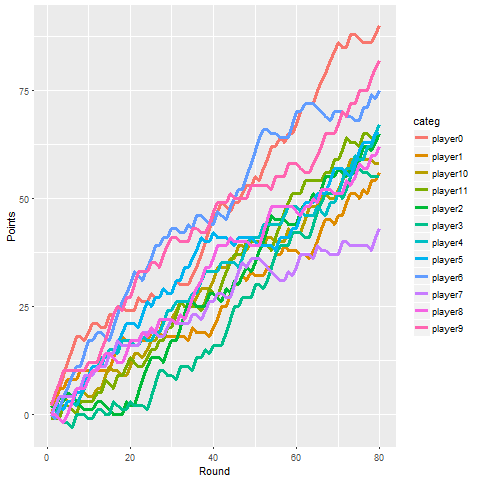 75
50
25
0
Points
0
20
40
60
80
Round
categ
player0
player1
player10
player11
player2
player3
player4
player5
player6
player7
player8
player9